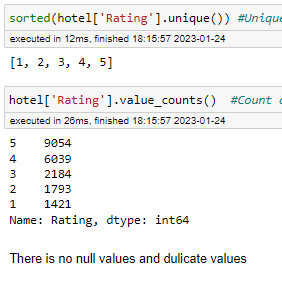 sorted(hotel['Rating'].unique()) #Unique
executed in 12ms, finished 18:15:57 2023-01-24
[1, 2, 3, 4, 5]
hotel['Rating'].value_counts()  #Count
executed in 26ms, finished 18:15:57 2023-01-24
5    9054
4    6039
3    2184
2    1793
1    1421
Name: Rating, dtype: int64
There is no null values and dulicate values